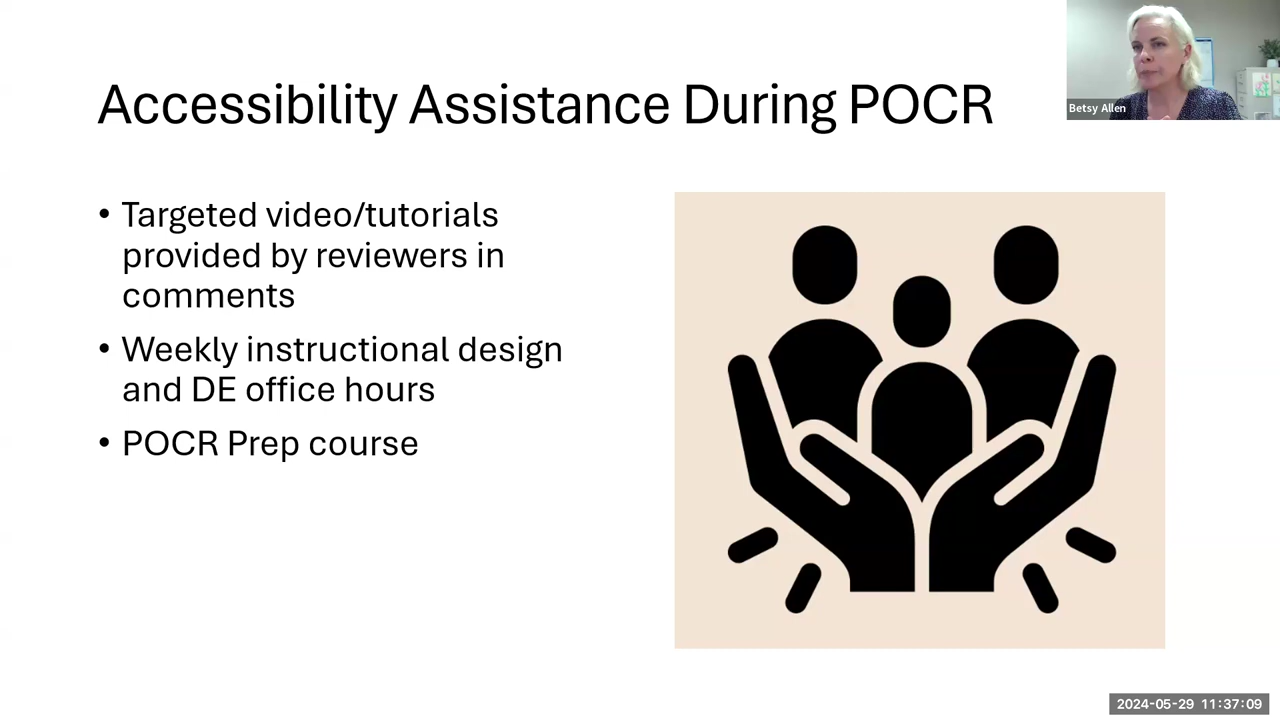 Accessibility Assistance During POCR
Betsy Allen
• Targeted video/tutorials
provided by reviewers in
comments
• Weekly instructional design
and DE office hours
• POCR Prep course
2024-05-29 11:37:09